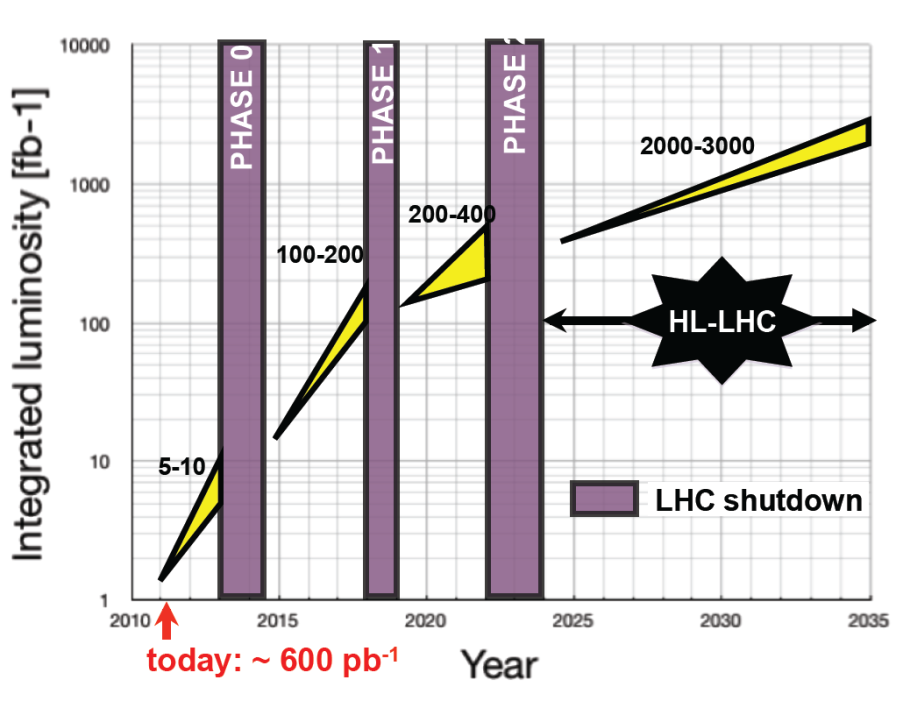 Integrated luminosity [fb-1]
10000
1000
100
10
1
PHASE 0
PHASE 1
PHASE 2
5-10
100-200
200-400
2000-3000
HL-LHC
LHC shutdown
2010
2015
2020
2025
2030
2035
today: ~ 600 pb-1
Year